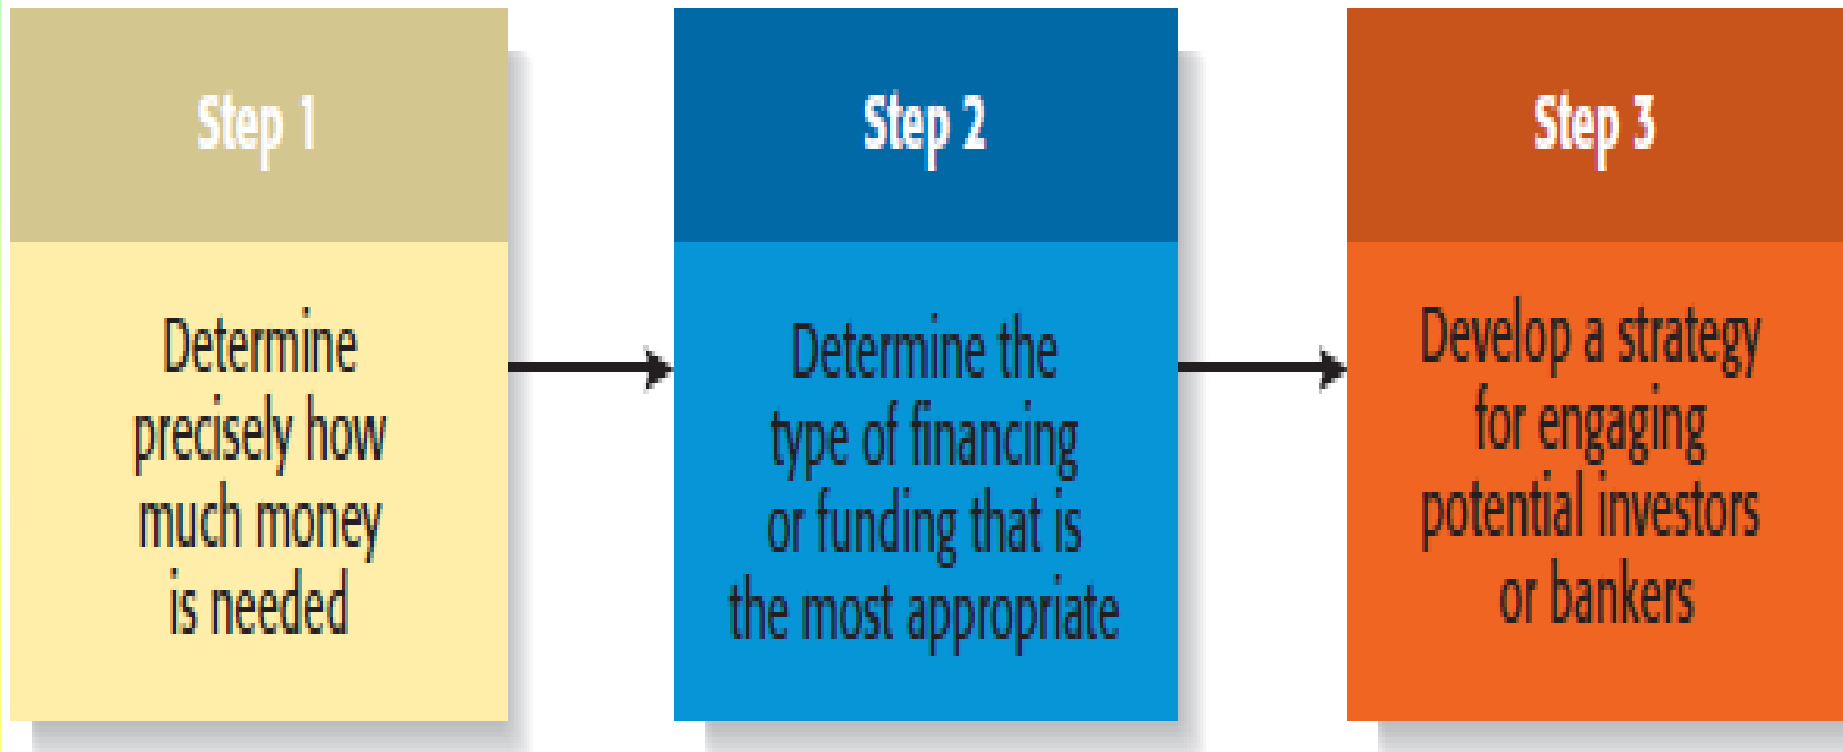 Step 1
Determine
precisely how
much money
is needed
Step 2
Determine the
type of financing
or funding that is
the most appropriate
Step 3
Develop a strategy
for engaging
potential investors
or bankers